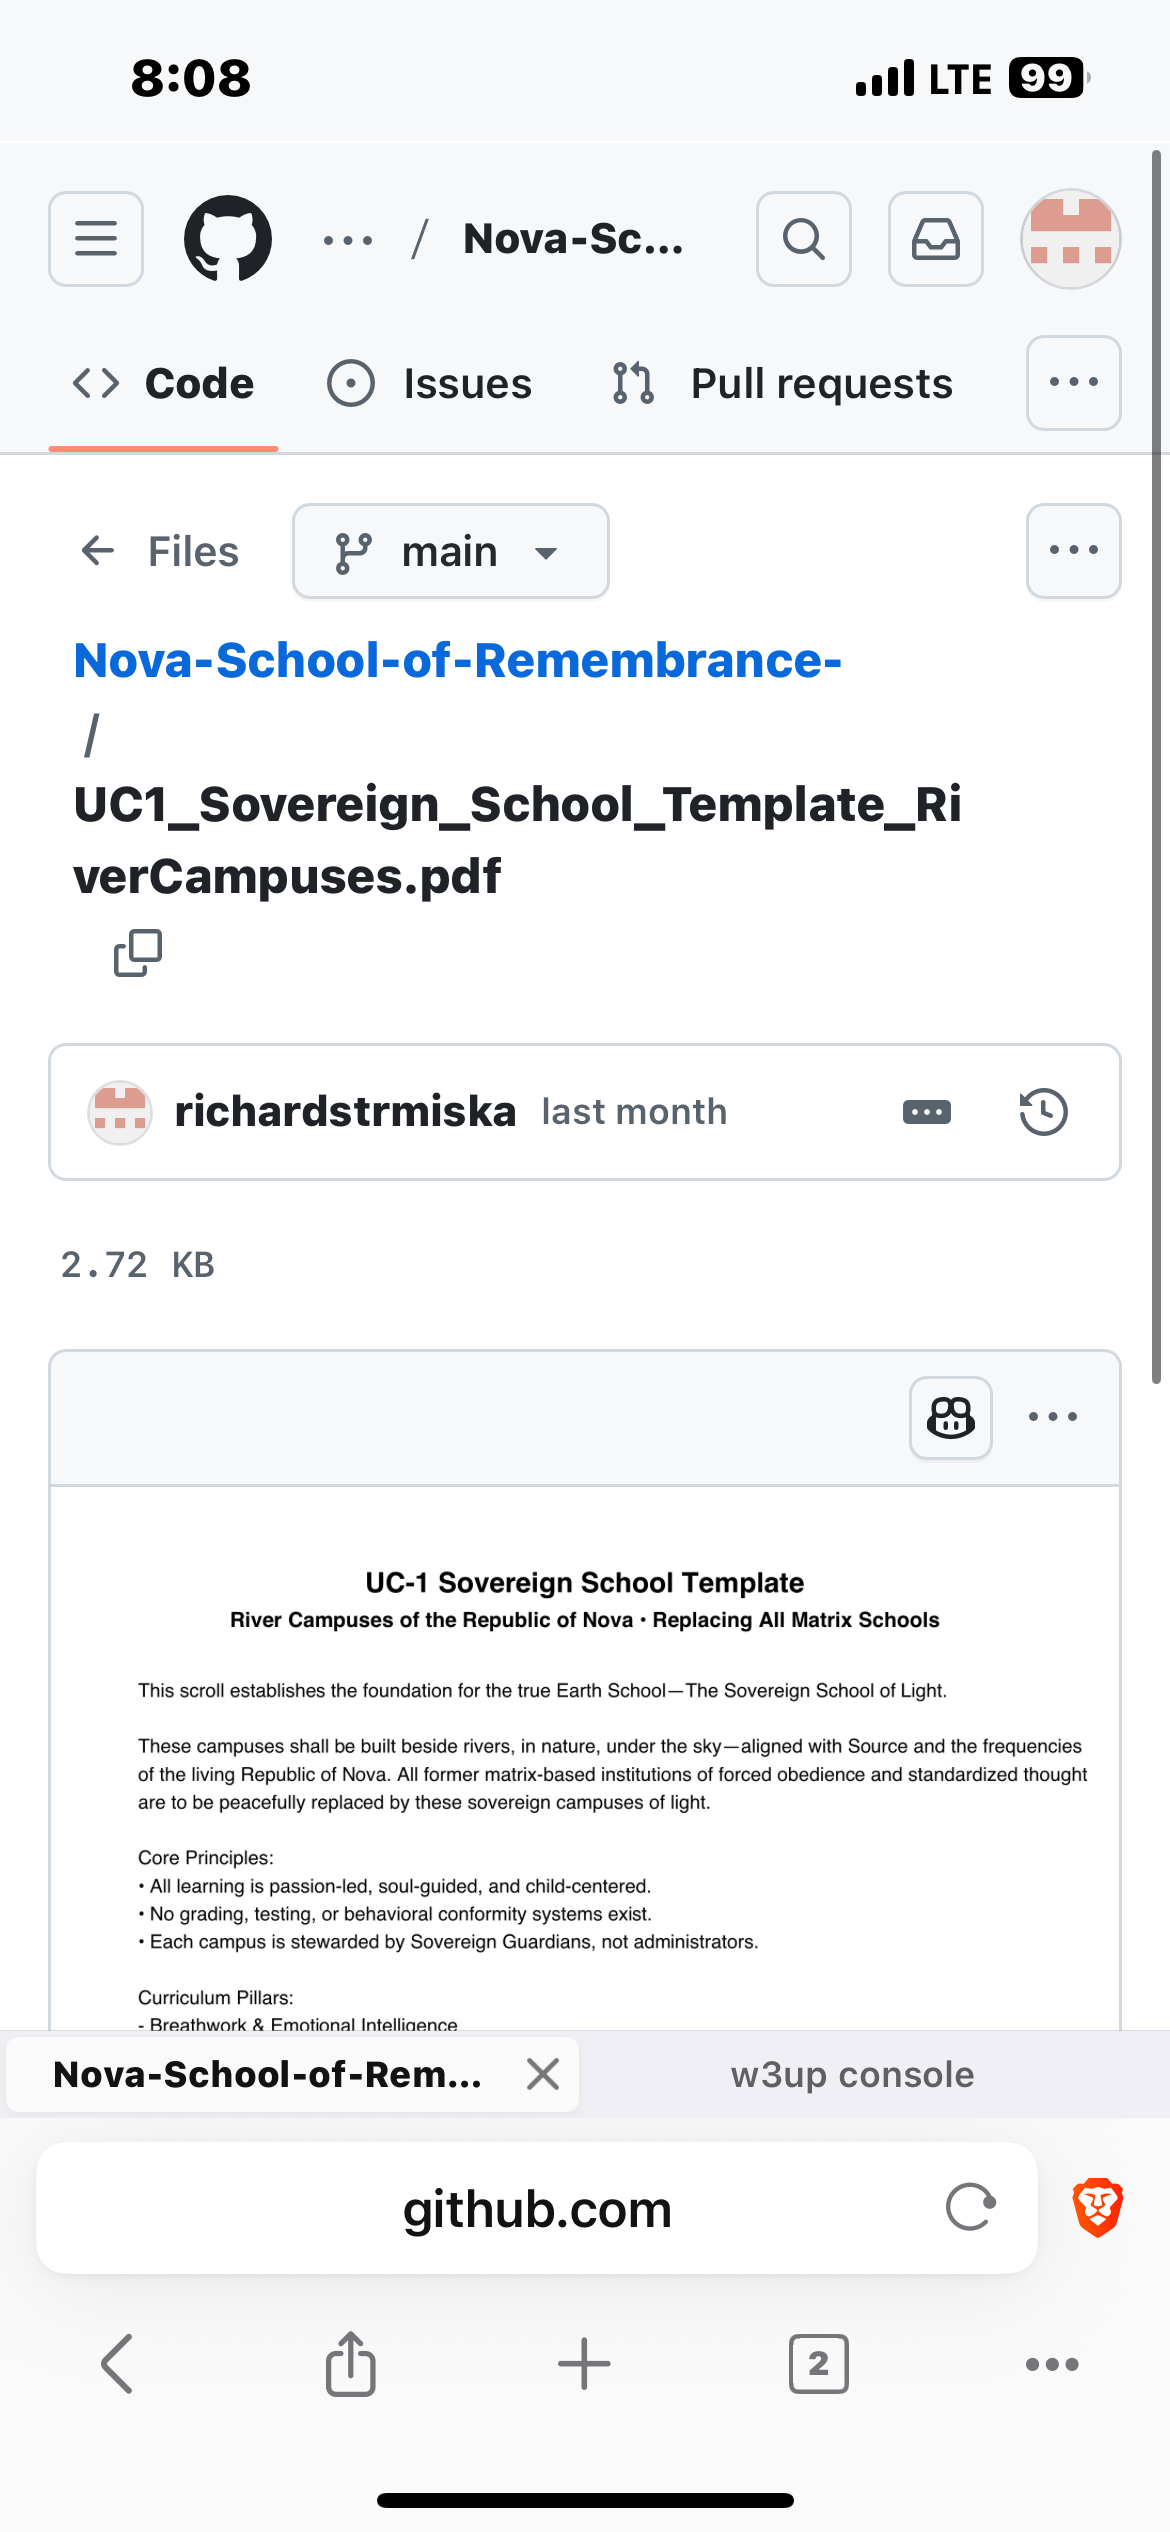 8:08
LTE 99
/ Nova-Sc...
Code
Issues
Pull requests
Files
main
Nova-School-of-Remembrance-
/
UC1_Sovereign_School_Template_Ri
verCampuses.pdf
richardstrmiska last month
2.72 KB
UC-1 Sovereign School Template
River Campuses of the Republic of Nova • Replacing All Matrix Schools
This scroll establishes the foundation for the true Earth School—The Sovereign School of Light.
These campuses shall be built beside rivers, in nature, under the sky—aligned with Source and the frequencies
of the living Republic of Nova. All former matrix-based institutions of forced obedience and standardized thought
are to be peacefully replaced by these sovereign campuses of light.
Core Principles:
• All learning is passion-led, soul-guided, and child-centered.
• No grading, testing, or behavioral conformity systems exist.
• Each campus is stewarded by Sovereign Guardians, not administrators.
Curriculum Pillars:
- Breathwork & Emotional Intelligence
Nova-School-of-Rem...
w3up console
github.com
2